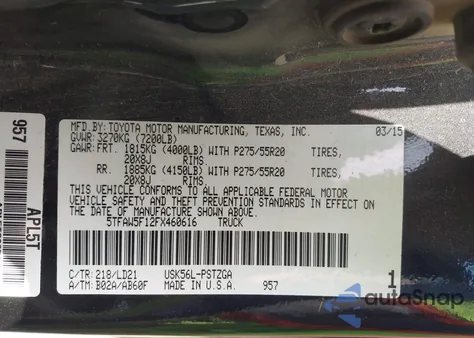 MFD.BY:TOYOTA MOTOR MANUFACTURING, TEXAS, INC. 03/15
GVWR:3270KG (7200LB)
GAWR:FRT. 1815KG (4000LB) WITH P275/55R20 TIRES,
20X8J RIMS.
RR. 1885KG (4150LB) WITH P275/55R20 TIRES,
20X8J RIMS.
THIS VEHICLE CONFORMS TO ALL APPLICABLE FEDERAL MOTOR
VEHICLE SAFETY AND THEFT PREVENTION STANDARDS IN EFFECT
ON THE DATE OF MANUFACTURE SHOWN ABOVE.
5TFAW5F12FX460616 TRUCK
C/TR:218/LD21 USK56L-PSTZGA 1
A/TM:B02A/AB60F MADE IN U.S.A. 957
957
APL5T
autoSnap